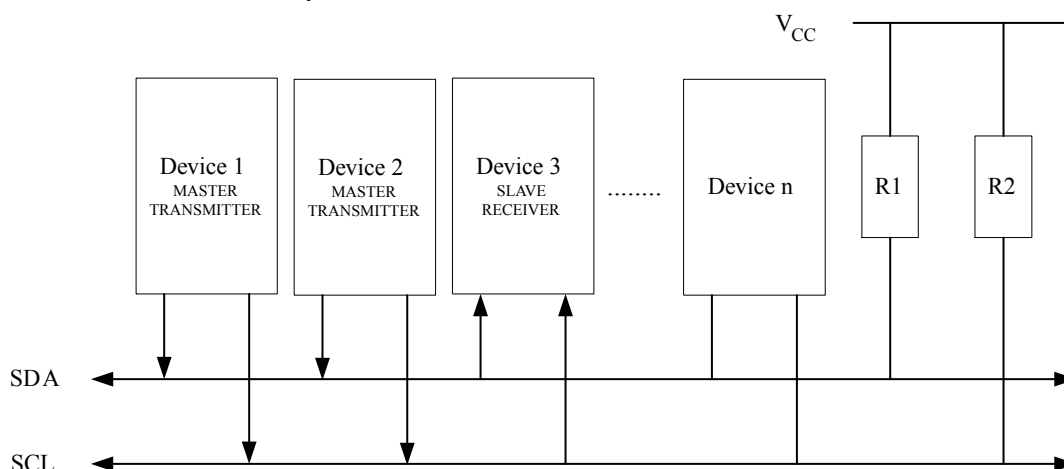 VCC
Device 1
MASTER
TRANSMITTER
Device 2
MASTER
TRANSMITTER
Device 3
SLAVE
RECEIVER
........
Device n
R1
R2
SDA
SCL